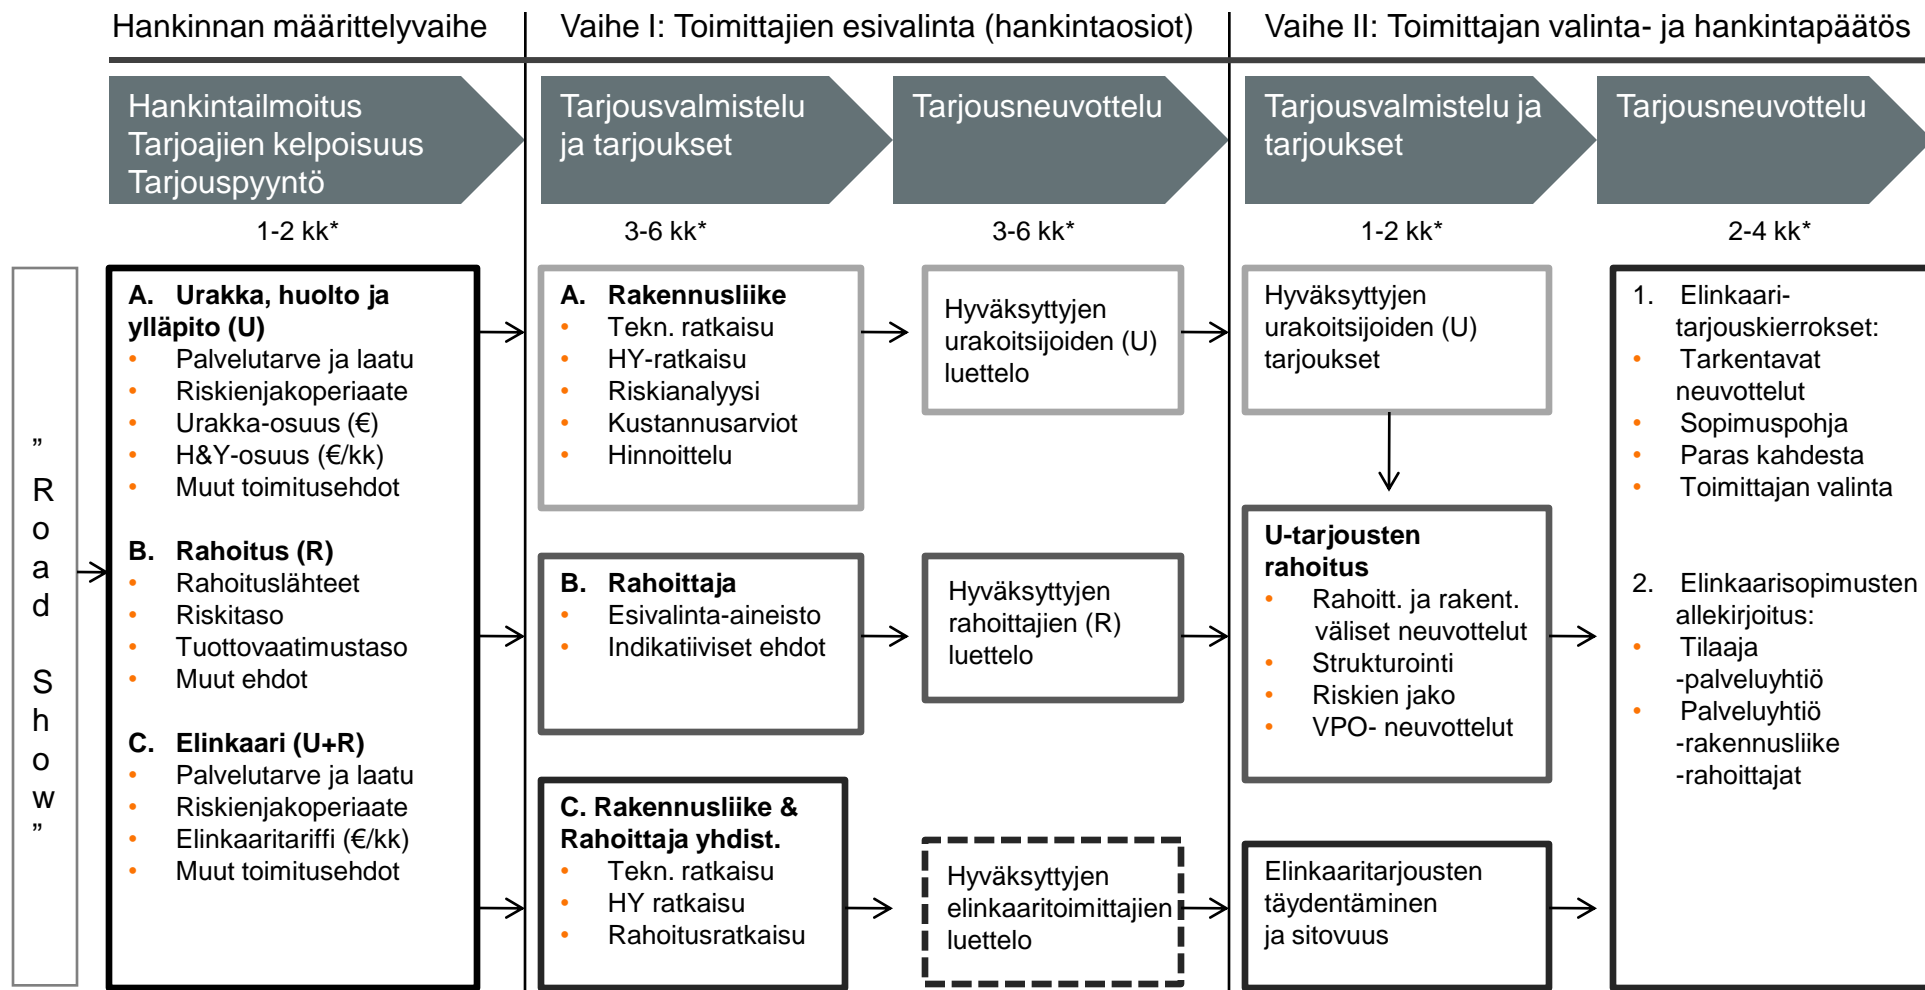 Hankinnan määrittelyvaihe
Vaihe I: Toimittajien esivalinta (hankintaosiot)
Vaihe II: Toimittajan valinta- ja hankintapäätös
Hankintailmoitus
Tarjoajien kelpoisuus
Tarjouspyyntö
Tarjousvalmistelu
ja tarjoukset
Tarjousneuvottelu
Tarjousvalmistelu ja
tarjoukset
Tarjousneuvottelu
1-2 kk*
3-6 kk*
3-6 kk*
1-2 kk*
2-4 kk*
”
R
o
a
d
S
h
o
w
”
A. Urakka, huolto ja
ylläpito (U)
• Palvelutarve ja laatu
• Riskienjakoperiaate
• Urakka-osuus (€)
• H&Y-osuus (€/kk)
• Muut toimitusehdot
B. Rahoitus (R)
• Rahoituslähteet
• Riskitaso
• Tuottovaatimustaso
• Muut ehdot
C. Elinkaari (U+R)
• Palvelutarve ja laatu
• Riskienjakoperiaate
• Elinkaaritariffi (€/kk)
• Muut toimitusehdot
A. Rakennusliike
• Tekn. ratkaisu
• HY-ratkaisu
• Riskianalyysi
• Kustannusarviot
• Hinnoittelu
B. Rahoittaja
• Esivalinta-aineisto
• Indikatiiviset ehdot
C. Rakennusliike &
Rahoittaja yhdist.
• Tekn. ratkaisu
• HY ratkaisu
• Rahoitusratkaisu
Hyväksyttyjen
urakoitsijoiden (U)
luettelo
Hyväksyttyjen
rahoittajien (R)
luettelo
Hyväksyttyjen
elinkaaritoimittajien
luettelo
Hyväksyttyjen
urakoitsijoiden (U)
tarjoukset
U-tarjousten
rahoitus
• Rahoitt. ja rakent.
väliset neuvottelut
• Strukturointi
• Riskien jako
• VPO- neuvottelut
Elinkaaritarjousten
täydentäminen
ja sitovuus
1. Elinkaari-
tarjouskierrokset:
• Tarkentavat
neuvottelut
• Sopimuspohja
• Paras kahdesta
• Toimittajan valinta
2. Elinkaarisopimusten
allekirjoitus:
• Tilaaja
-palveluyhtiö
• Palveluyhtiö
-rakennusliike
-rahoittajat